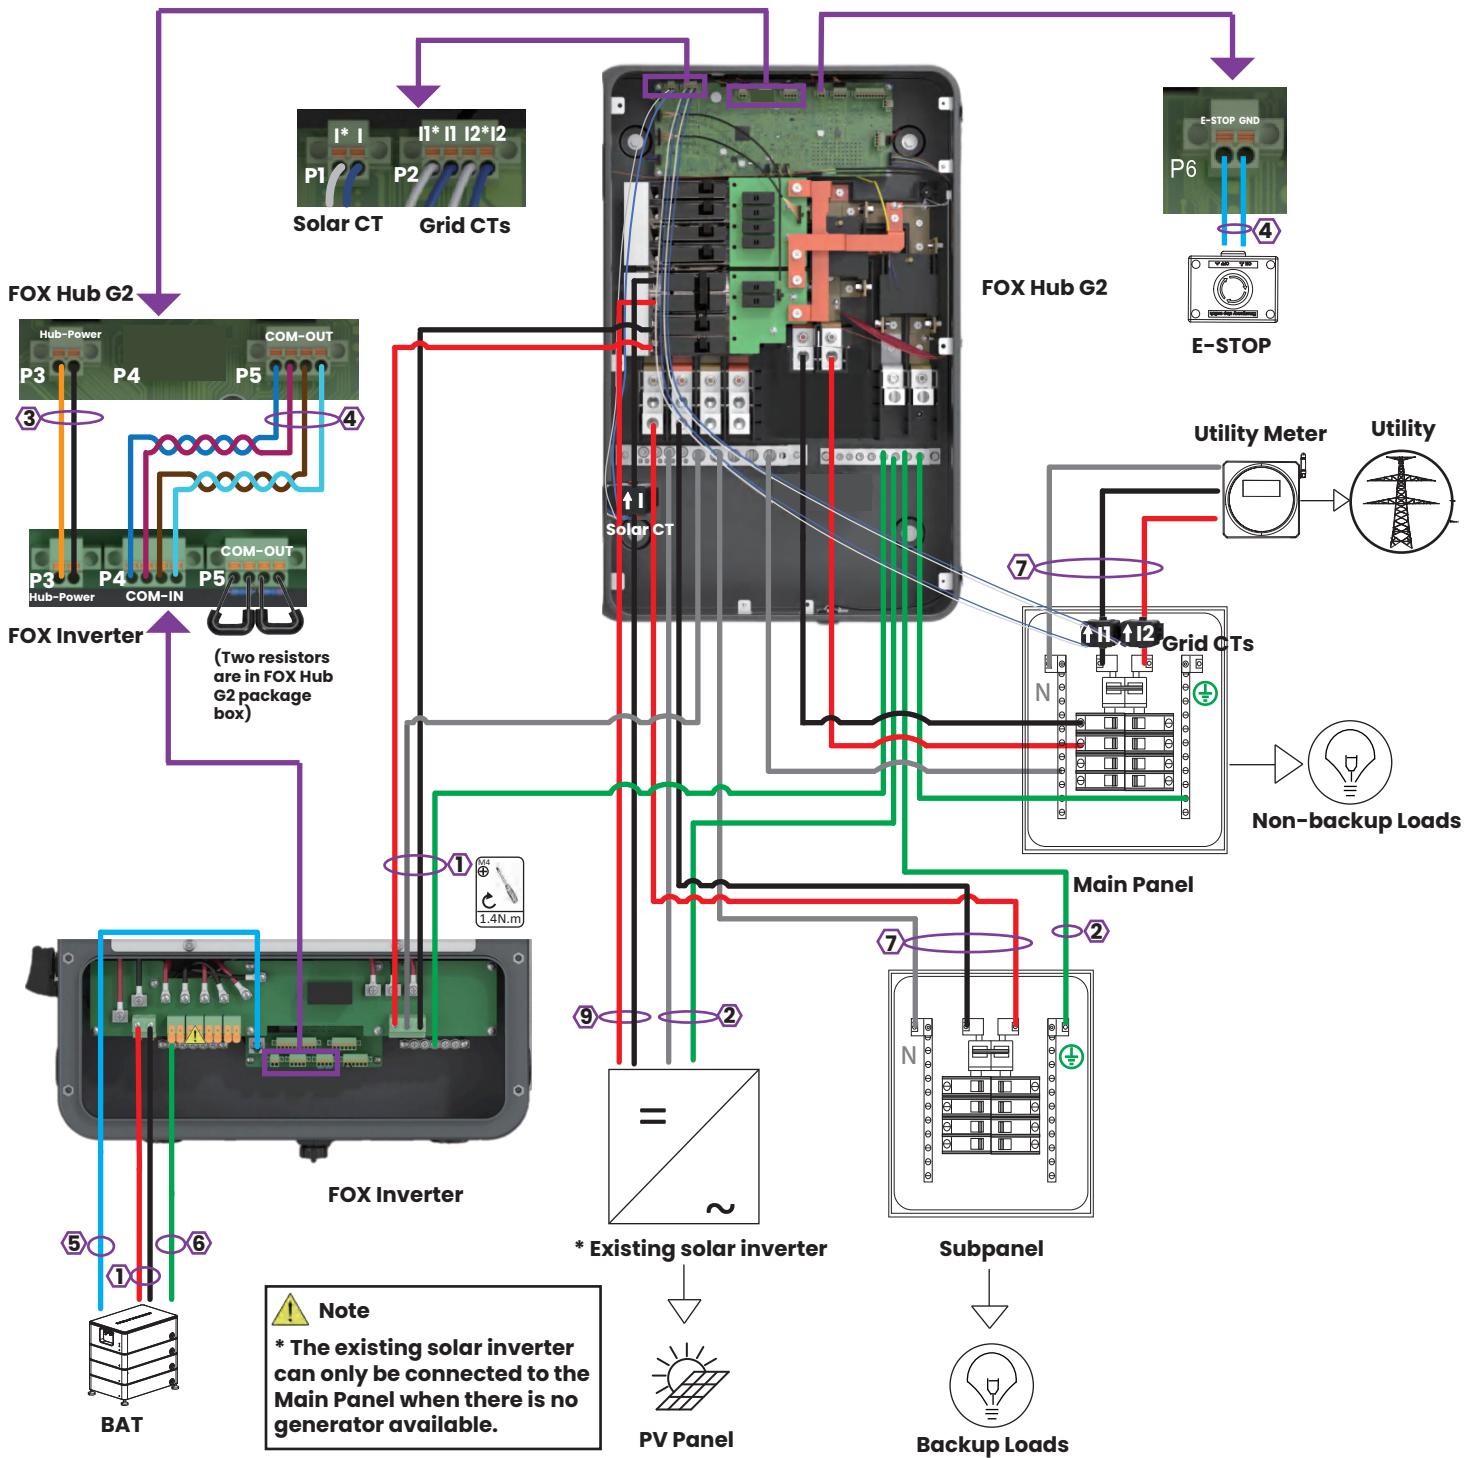 I* I
I1* I1 I2* I2
P1
P2
Solar CT
Grid CTs
E-STOP GND
P6
4
E-STOP
FOX Hub G2
FOX Hub G2
Hub-Power
COM-OUT
P3
P4
P5
3
4
COM-OUT
P3
P4
P5
Hub-Power
COM-IN
FOX Inverter
(Two resistors
are in FOX Hub
G2 package
box)
I
Solar CT
Utility Meter
Utility
7
I1
I2
Grid CTs
N
Non-backup Loads
Main Panel
1
M4
1.4N.m
7
2
9
2
N
FOX Inverter
5
6
1
BAT
* Existing solar inverter
Subpanel
Note
* The existing solar inverter
can only be connected to the
Main Panel when there is no
generator available.
PV Panel
Backup Loads